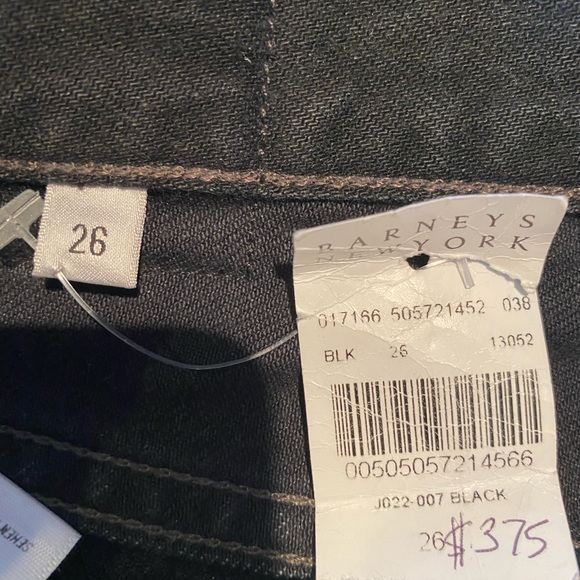 26
BARNEYS
NEW YORK
017166 505721452 038
BLK 26 13052
00505057214566
J022-007 BLACK
26 $375